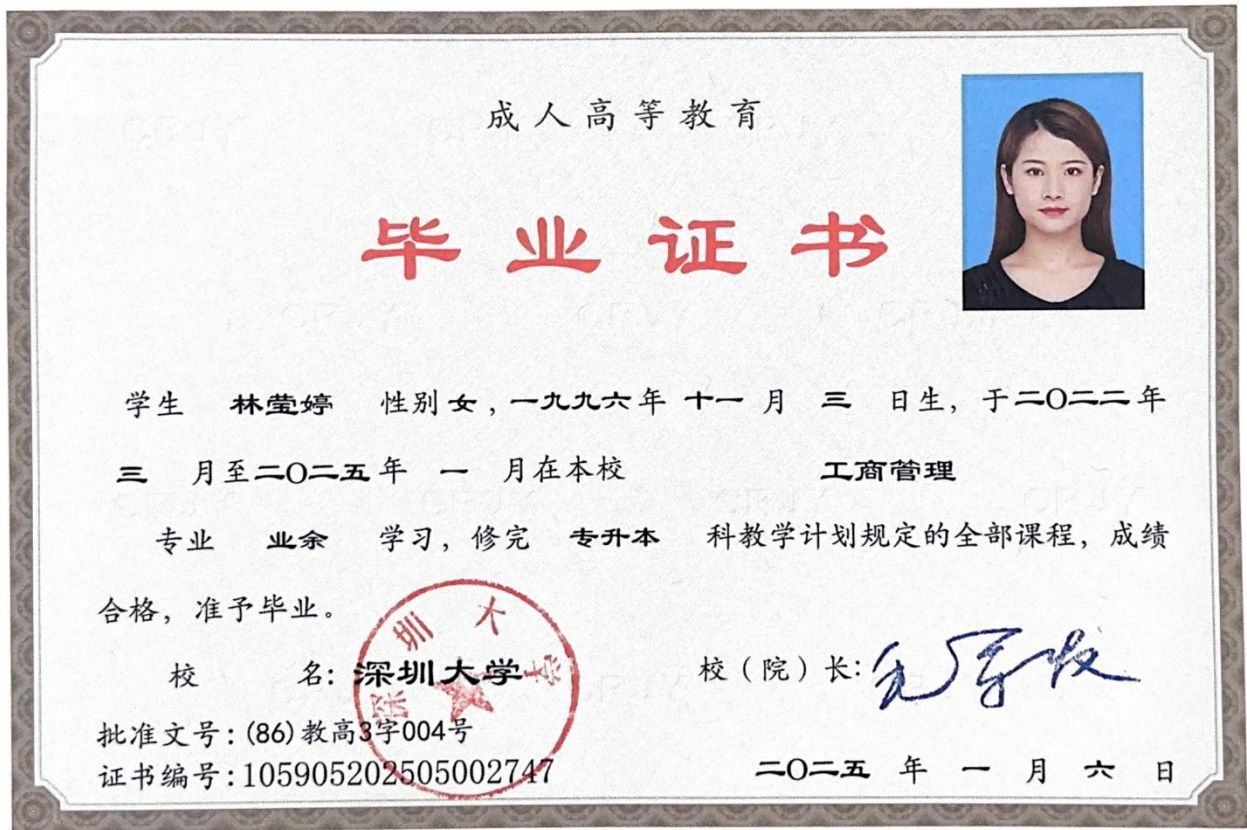 成人高等教育
毕业证书
学生 林莹婷 性别 女，一九九六年 十一 月 三 日生，于二〇二二年
三 月至二〇二五年 一 月在本校 工商管理
专业 业余 学习，修完 专升本 科教学计划规定的全部课程，成绩
合格，准予毕业。
校 名：深圳大学 校（院）长：
深圳大学
批准文号：(86)教高3字004号
证书编号：105905202505002747
二〇二五 年 一 月 六 日